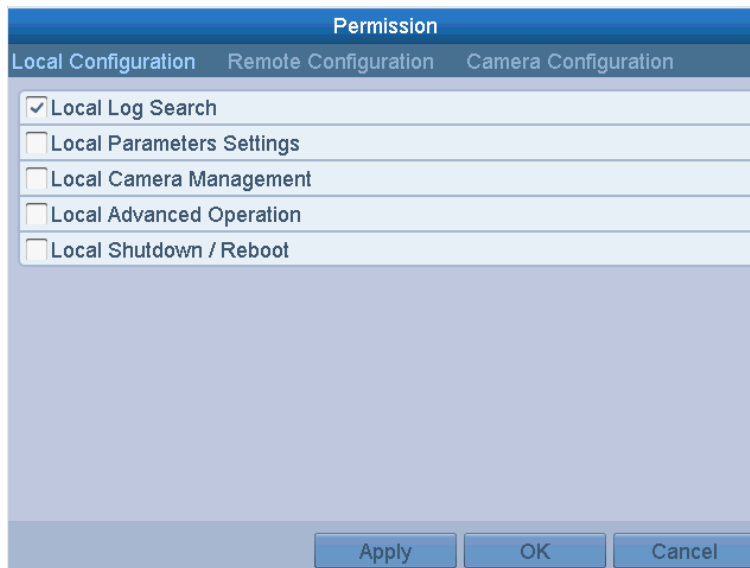 Permission
Local Configuration Remote Configuration Camera Configuration
Local Log Search
Local Parameters Settings
Local Camera Management
Local Advanced Operation
Local Shutdown / Reboot
Apply OK Cancel